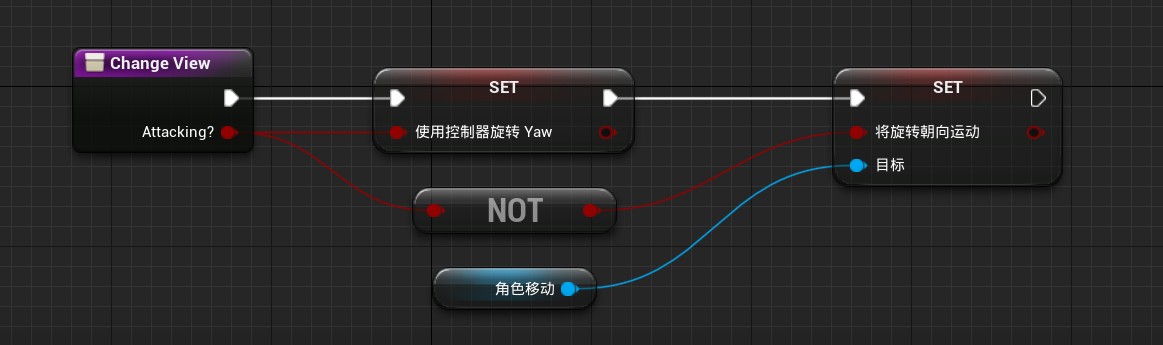 Change View
Attacking?
SET
使用控制器旋转 Yaw
NOT
角色移动
SET
将旋转朝向运动
目标